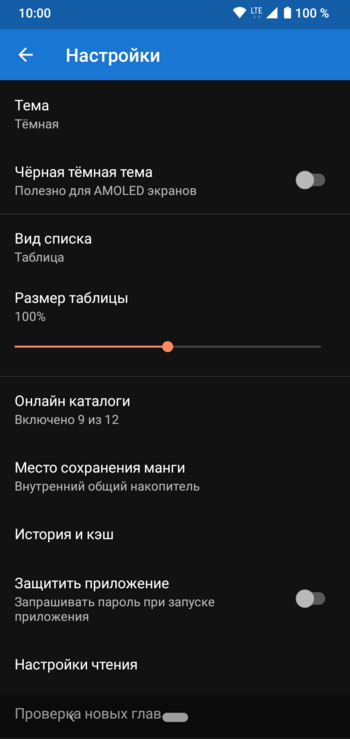 10:00
LTE
100 %
Настройки
Тема
Тёмная
Чёрная тёмная тема
Полезно для AMOLED экранов
Вид списка
Таблица
Размер таблицы
100%
Онлайн каталоги
Включено 9 из 12
Место сохранения манги
Внутренний общий накопитель
История и кэш
Защитить приложение
Запрашивать пароль при запуске
приложения
Настройки чтения
Проверка новых глав